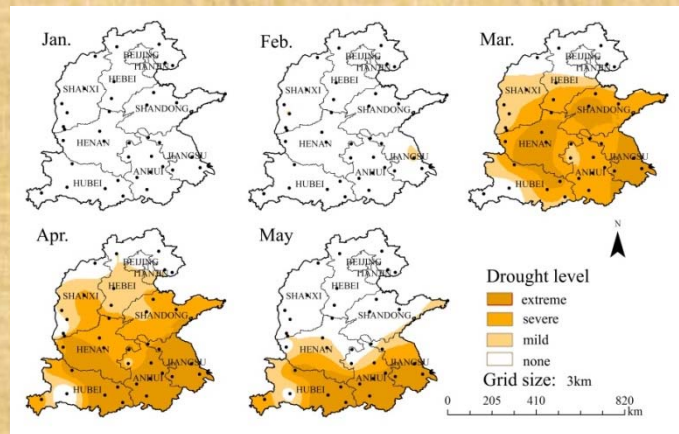 Jan.
BEIJING
TIANJIN
HEBEI
SHANXI
SHANDONG
HENAN
JIANGSU
ANHUI
HUBEI
Feb.
BEIJING
TIANJIN
HEBEI
SHANXI
SHANDONG
HENAN
JIANGSU
ANHUI
HUBEI
Mar.
BEIJING
TIANJIN
HEBEI
SHANXI
SHANDONG
HENAN
JIANGSU
ANHUI
HUBEI
Apr.
BEIJING
TIANJIN
HEBEI
SHANXI
SHANDONG
HENAN
JIANGSU
ANHUI
HUBEI
May
BEIJING
TIANJIN
HEBEI
SHANXI
SHANDONG
HENAN
JIANGSU
ANHUI
HUBEI
N
Drought level
extreme
severe
mild
none
Grid size: 3km
0 205 410 820
km